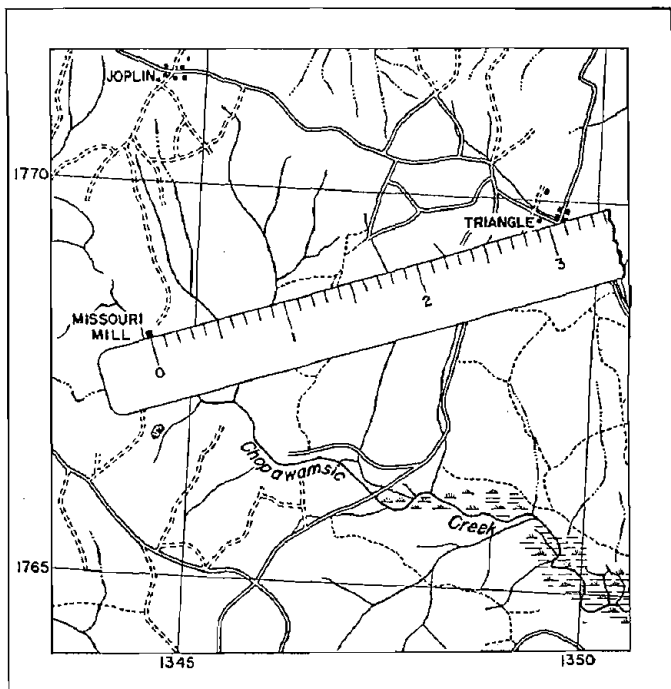 JOPLIN
1770
TRIANGLE
MISSOURI
MILL
0 1 2 3
Chopawamsic
Creek
1765
1345 1350